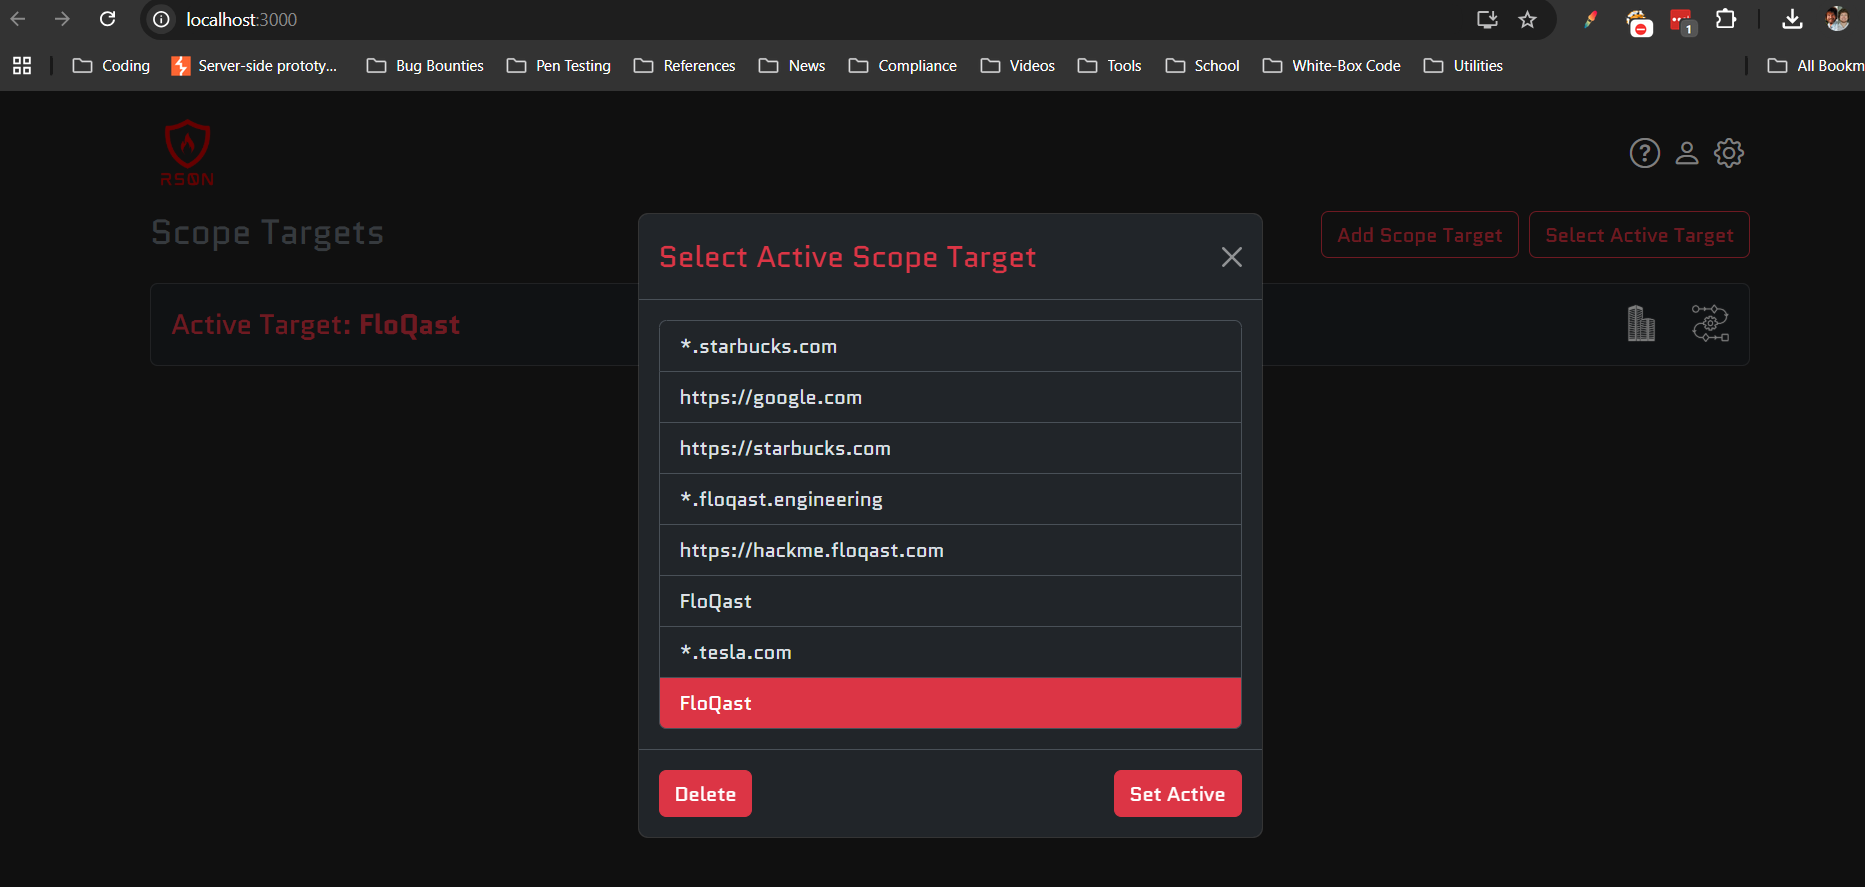 localhost:3000
1
Coding
Server-side prototy...
Bug Bounties
Pen Testing
References
News
Compliance
Videos
Tools
School
White-Box Code
Utilities
All Bookm
RS0N
Scope Targets
Add Scope Target
Select Active Target
Active Target: FloQast
Select Active Scope Target
*.starbucks.com
https://google.com
https://starbucks.com
*.floqast.engineering
https://hackme.floqast.com
FloQast
*.tesla.com
FloQast
Delete
Set Active